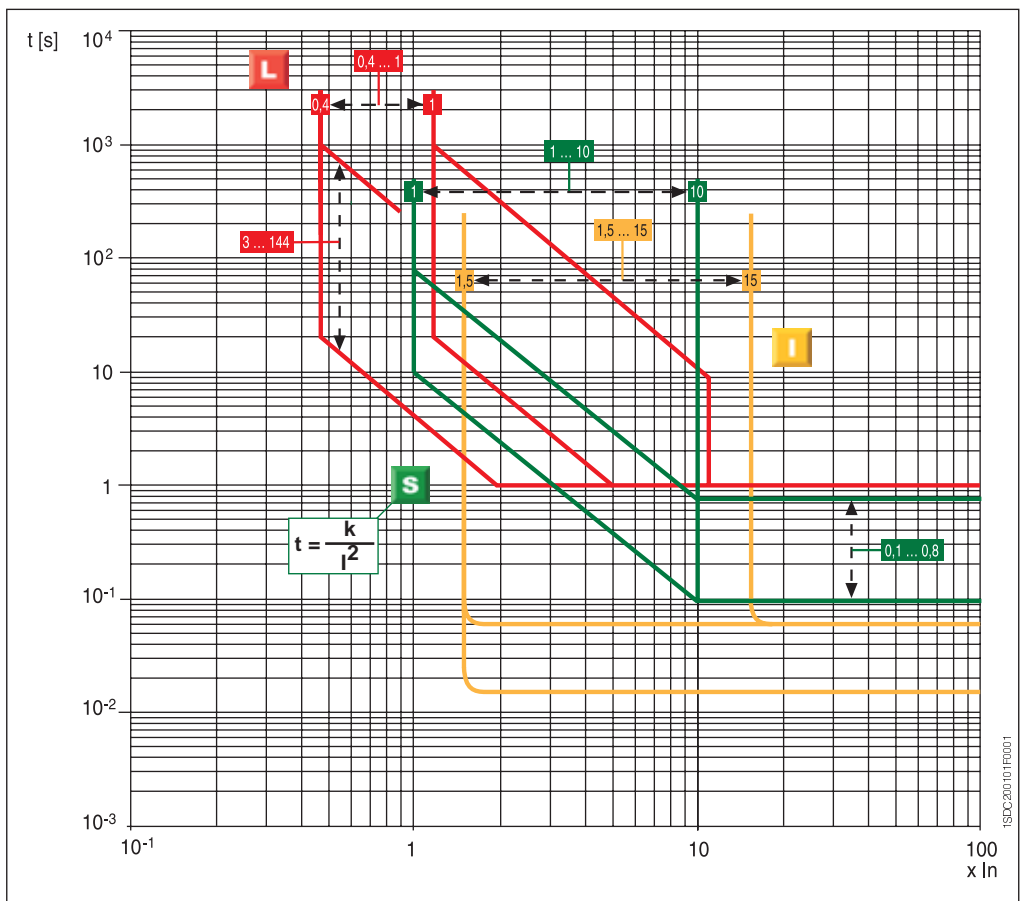 t [s]
10⁴
L
0,4 ... 1
0,4
1
10³
1 ... 10
1
10
3 ... 144
1,5 ... 15
10²
1,5
15
I
10
S
1
t = k / I²
0,1 ... 0,8
10⁻¹
10⁻²
10⁻³
10⁻¹
1
10
100
x In
1SDC200101F0001